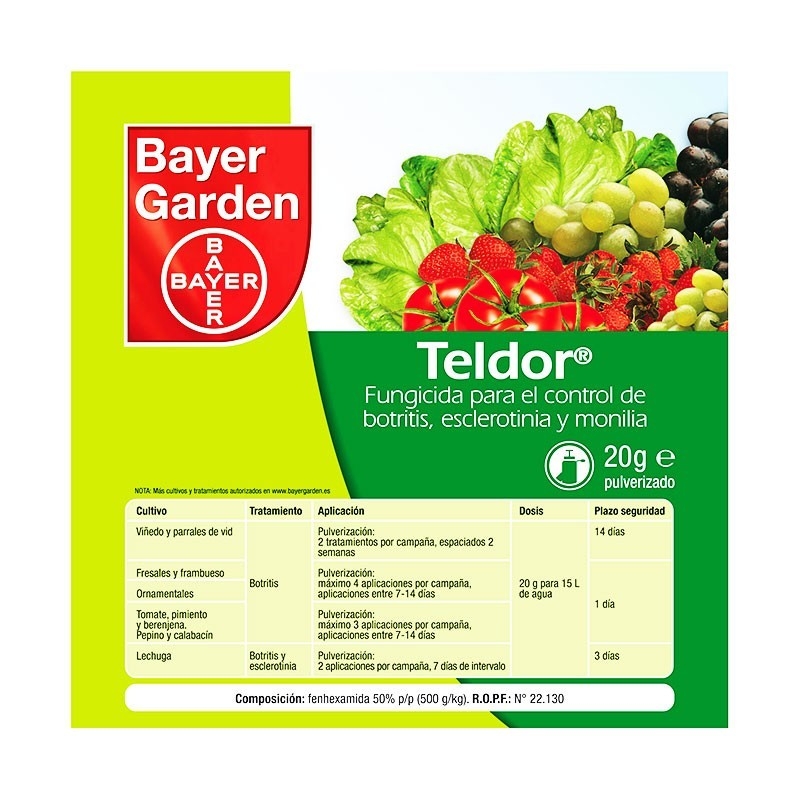 Bayer
Garden
BAYER
BAYER
Teldor®
Fungicida para el control de
botritis, esclerotinia y monilia
20g e
pulverizado
NOTA: Más cultivos y tratamientos autorizados en www.bayergarden.es
Cultivo Tratamiento Aplicación Dosis Plazo seguridad
Viñedo y parrales de vid
Botritis
Pulverización:
2 tratamientos por campaña, espaciados 2
semanas
20 g para 15 L
de agua
14 días
Fresales y frambueso
Ornamentales
Pulverización:
máximo 4 aplicaciones por campaña,
aplicaciones entre 7-14 días
1 día
Tomate, pimiento
y berenjena.
Pepino y calabacín
Pulverización:
máximo 3 aplicaciones por campaña,
aplicaciones entre 7-14 días
Lechuga
Botritis y
esclerotinia
Pulverización:
2 aplicaciones por campaña, 7 días de intervalo
3 días
Composición: fenhexamida 50% p/p (500 g/kg). R.O.P.F.: N° 22.130